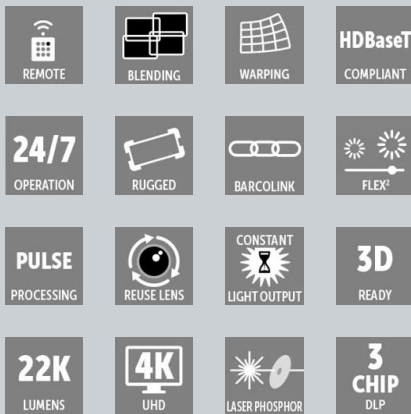 REMOTE
BLENDING
WARPING
HDBaseT
COMPLIANT
24/7
OPERATION
RUGGED
BARCOLINK
FLEX²
PULSE
PROCESSING
REUSE LENS
CONSTANT
LIGHT OUTPUT
3D
READY
22K
LUMENS
4K
UHD
LASER PHOSPHOR
3
CHIP
DLP